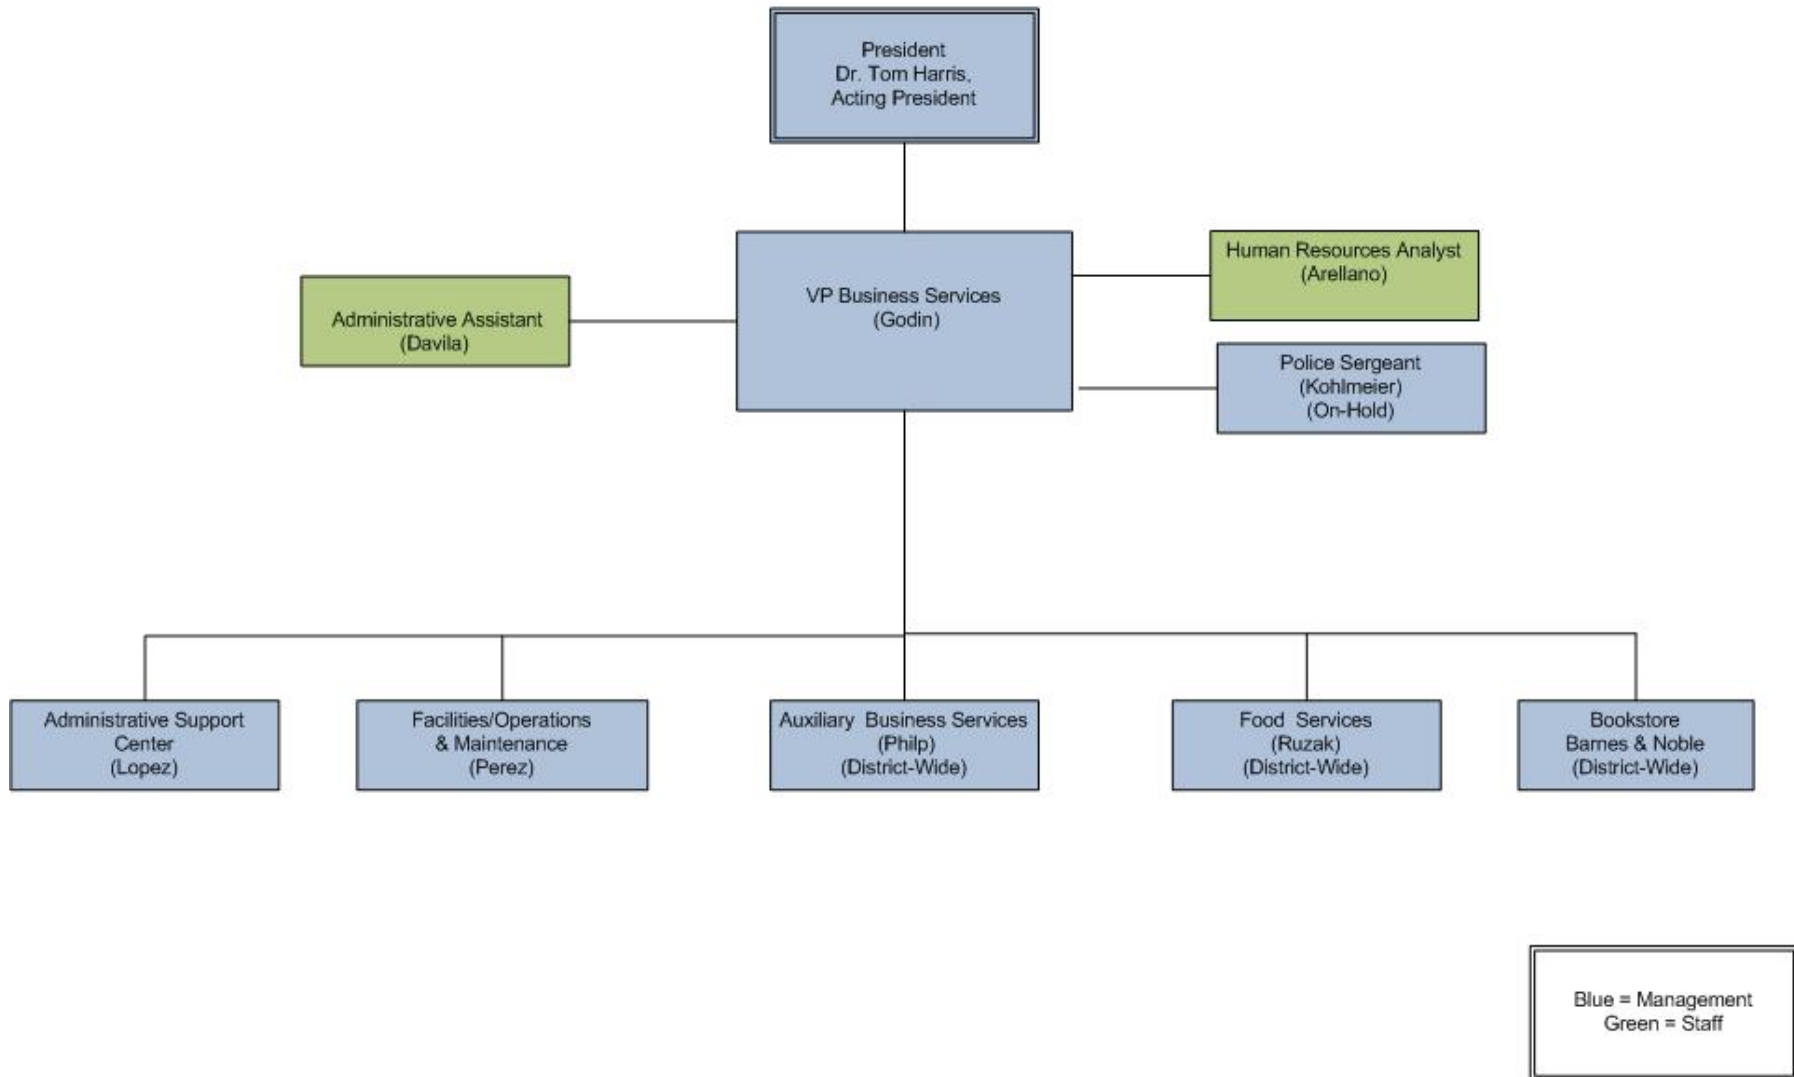 President
Dr. Tom Harris,
Acting President
VP Business Services
(Godin)
Human Resources Analyst
(Arellano)
Administrative Assistant
(Davila)
Police Sergeant
(Kohlmeier)
(On-Hold)
Administrative Support
Center
(Lopez)
Facilities/Operations
& Maintenance
(Perez)
Auxiliary Business Services
(Philp)
(District-Wide)
Food Services
(Ruzak)
(District-Wide)
Bookstore
Barnes & Noble
(District-Wide)
Blue = Management
Green = Staff